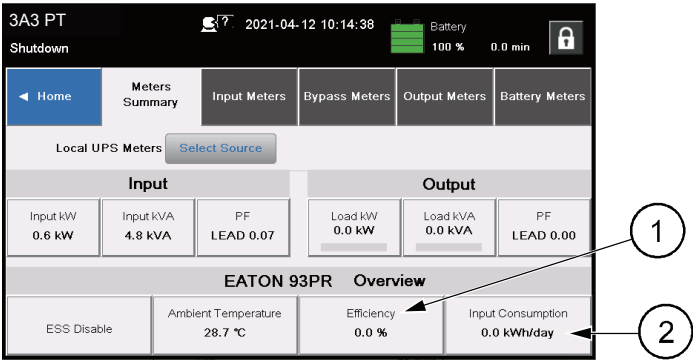 3A3 PT
? 2021-04-12 10:14:38
Battery
Shutdown
100 % 0.0 min
Home
Meters Summary
Input Meters
Bypass Meters
Output Meters
Battery Meters
Local UPS Meters
Select Source
Input
Output
Input kW
0.6 kW
Input kVA
4.8 kVA
PF
LEAD 0.07
Load kW
0.0 kW
Load kVA
0.0 kVA
PF
LEAD 0.00
1
EATON 93PR Overview
ESS Disable
Ambient Temperature
28.7 °C
Efficiency
0.0 %
Input Consumption
0.0 kWh/day
2